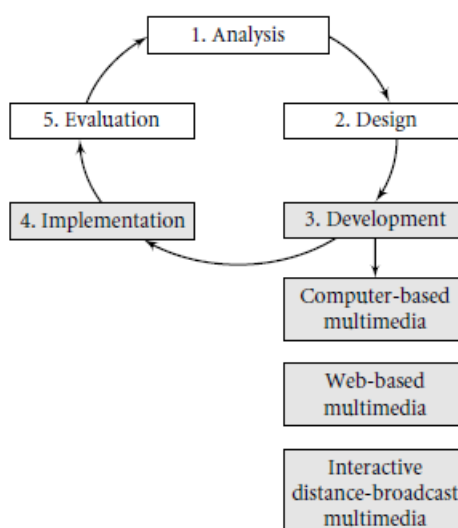 1. Analysis
5. Evaluation
2. Design
4. Implementation
3. Development
Computer-based
multimedia
Web-based
multimedia
Interactive
distance-broadcast
multimedia